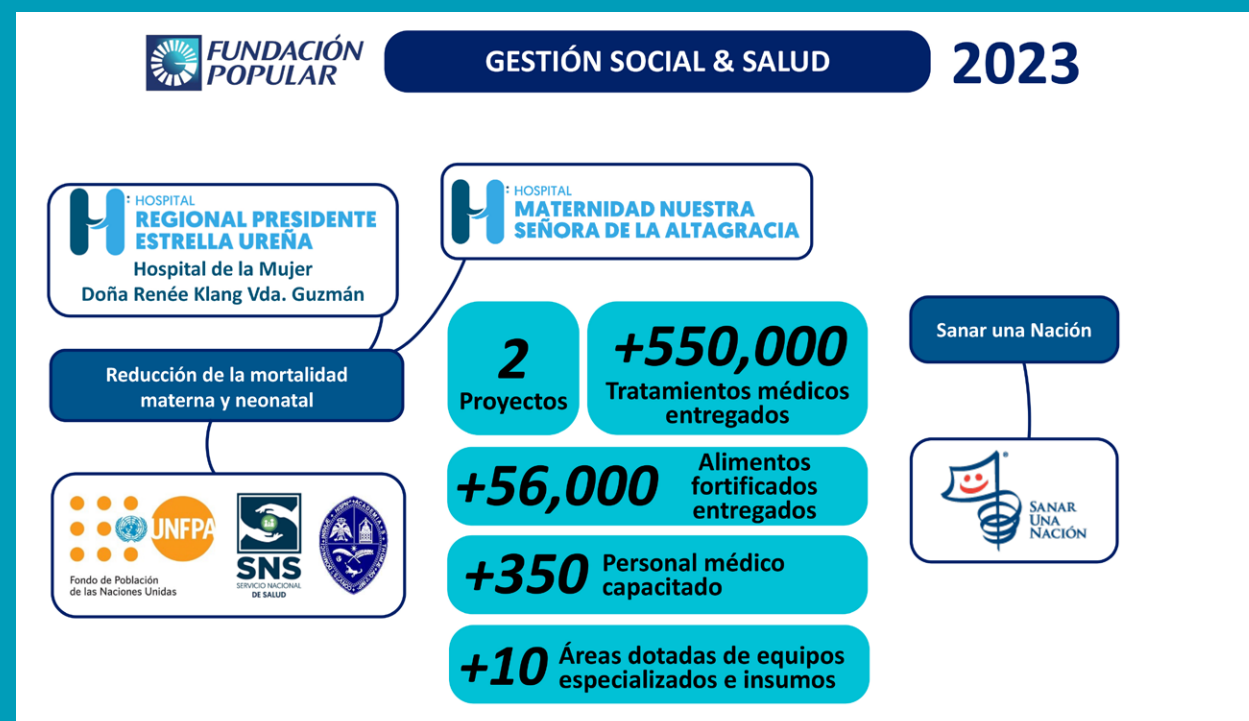 FUNDACIÓN
POPULAR
GESTIÓN SOCIAL & SALUD
2023
HOSPITAL
REGIONAL PRESIDENTE
ESTRELLA UREÑA
Hospital de la Mujer
Doña Renée Klang Vda. Guzmán
HOSPITAL
MATERNIDAD NUESTRA
SEÑORA DE LA ALTAGRACIA
Reducción de la mortalidad
materna y neonatal
UNFPA
Fondo de Población
de las Naciones Unidas
SNS
SERVICIO NACIONAL
DE SALUD
2
Proyectos
+550,000
Tratamientos médicos
entregados
+56,000
Alimentos
fortificados
entregados
+350
Personal médico
capacitado
+10
Áreas dotadas de equipos
especializados e insumos
Sanar una Nación
SANAR
UNA
NACIÓN